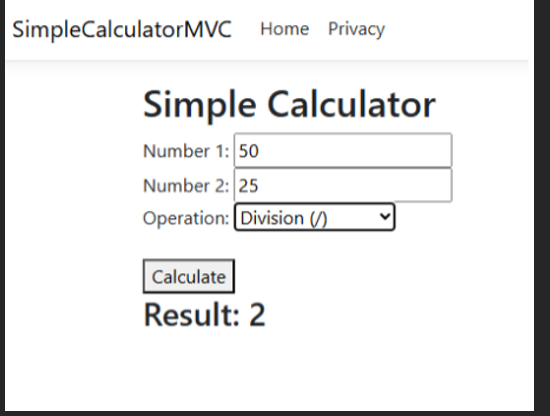 SimpleCalculatorMVC Home Privacy
Simple Calculator
Number 1: 50
Number 2: 25
Operation: Division (/)
Calculate
Result: 2